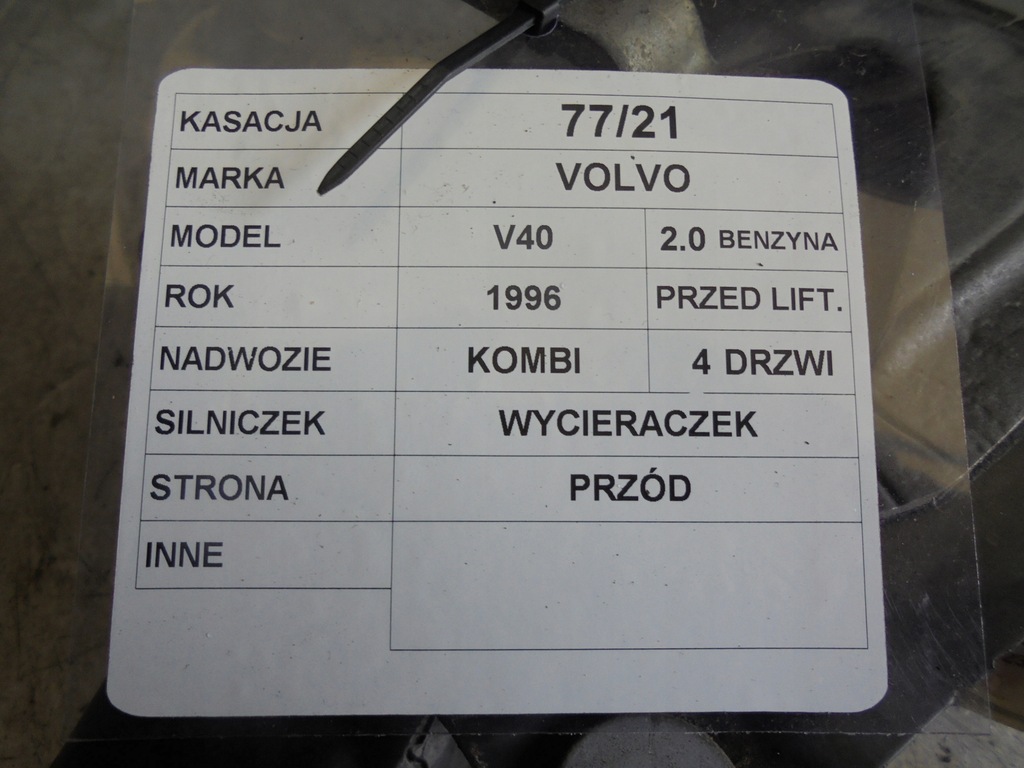 KASACJA 77/21
MARKA VOLVO
MODEL V40 2.0 BENZYNA
ROK 1996 PRZED LIFT.
NADWOZIE KOMBI 4 DRZWI
SILNICZEK WYCIERACZEK
STRONA PRZÓD
INNE